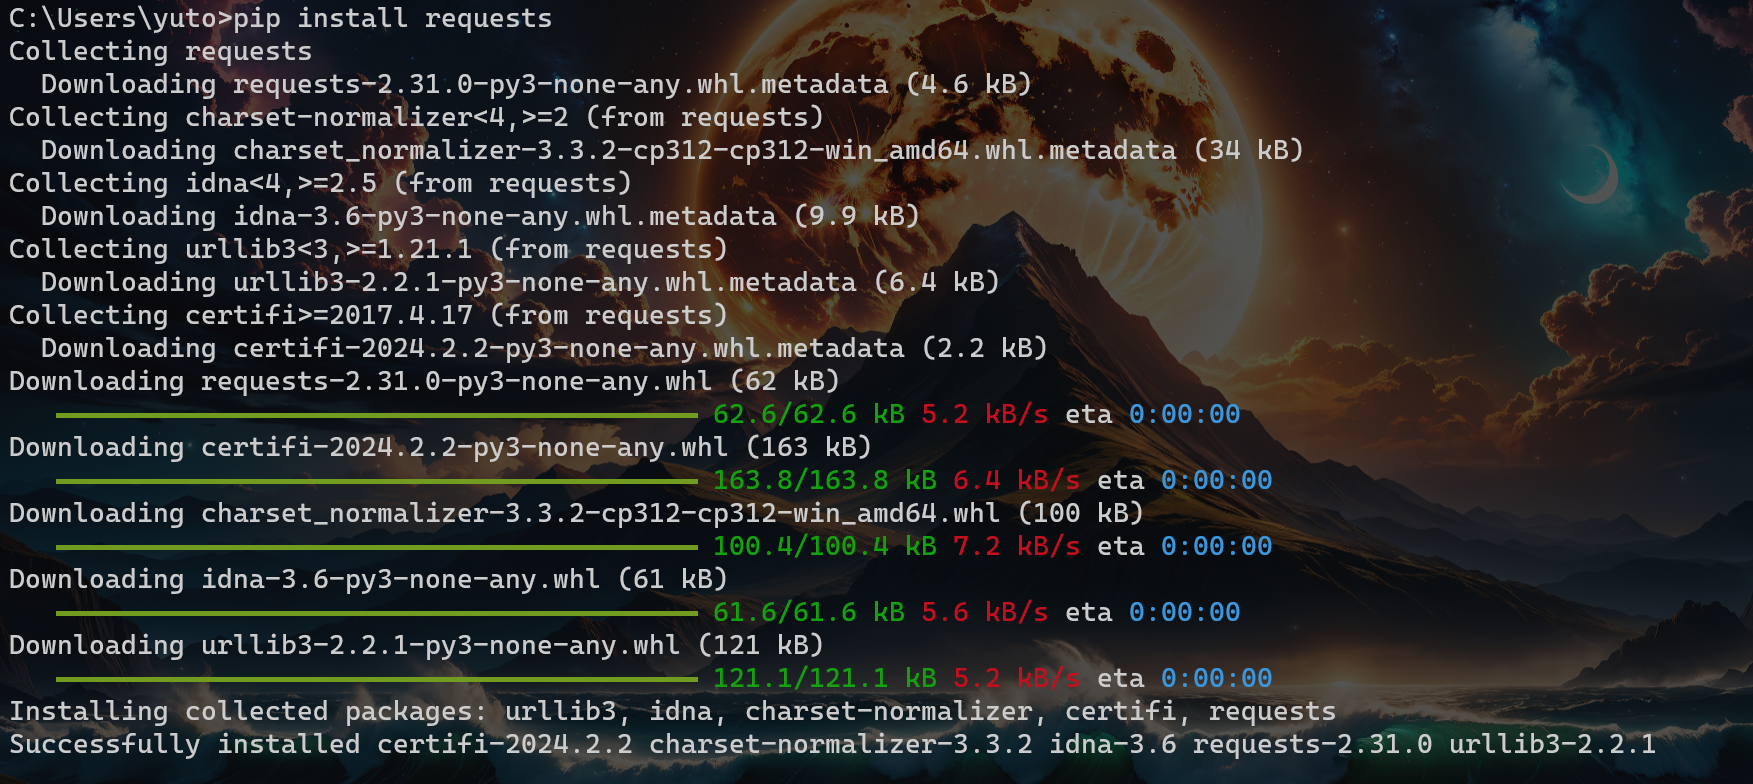 C:\Users\yuto>pip install requests
Collecting requests
  Downloading requests-2.31.0-py3-none-any.whl.metadata (4.6 kB)
Collecting charset-normalizer<4,>=2 (from requests)
  Downloading charset_normalizer-3.3.2-cp312-cp312-win_amd64.whl.metadata (34 kB)
Collecting idna<4,>=2.5 (from requests)
  Downloading idna-3.6-py3-none-any.whl.metadata (9.9 kB)
Collecting urllib3<3,>=1.21.1 (from requests)
  Downloading urllib3-2.2.1-py3-none-any.whl.metadata (6.4 kB)
Collecting certifi>=2017.4.17 (from requests)
  Downloading certifi-2024.2.2-py3-none-any.whl.metadata (2.2 kB)
Downloading requests-2.31.0-py3-none-any.whl (62 kB)
62.6/62.6 kB 5.2 kB/s eta 0:00:00
Downloading certifi-2024.2.2-py3-none-any.whl (163 kB)
163.8/163.8 kB 6.4 kB/s eta 0:00:00
Downloading charset_normalizer-3.3.2-cp312-cp312-win_amd64.whl (100 kB)
100.4/100.4 kB 7.2 kB/s eta 0:00:00
Downloading idna-3.6-py3-none-any.whl (61 kB)
61.6/61.6 kB 5.6 kB/s eta 0:00:00
Downloading urllib3-2.2.1-py3-none-any.whl (121 kB)
121.1/121.1 kB 5.2 kB/s eta 0:00:00
Installing collected packages: urllib3, idna, charset-normalizer, certifi, requests
Successfully installed certifi-2024.2.2 charset-normalizer-3.3.2 idna-3.6 requests-2.31.0 urllib3-2.2.1